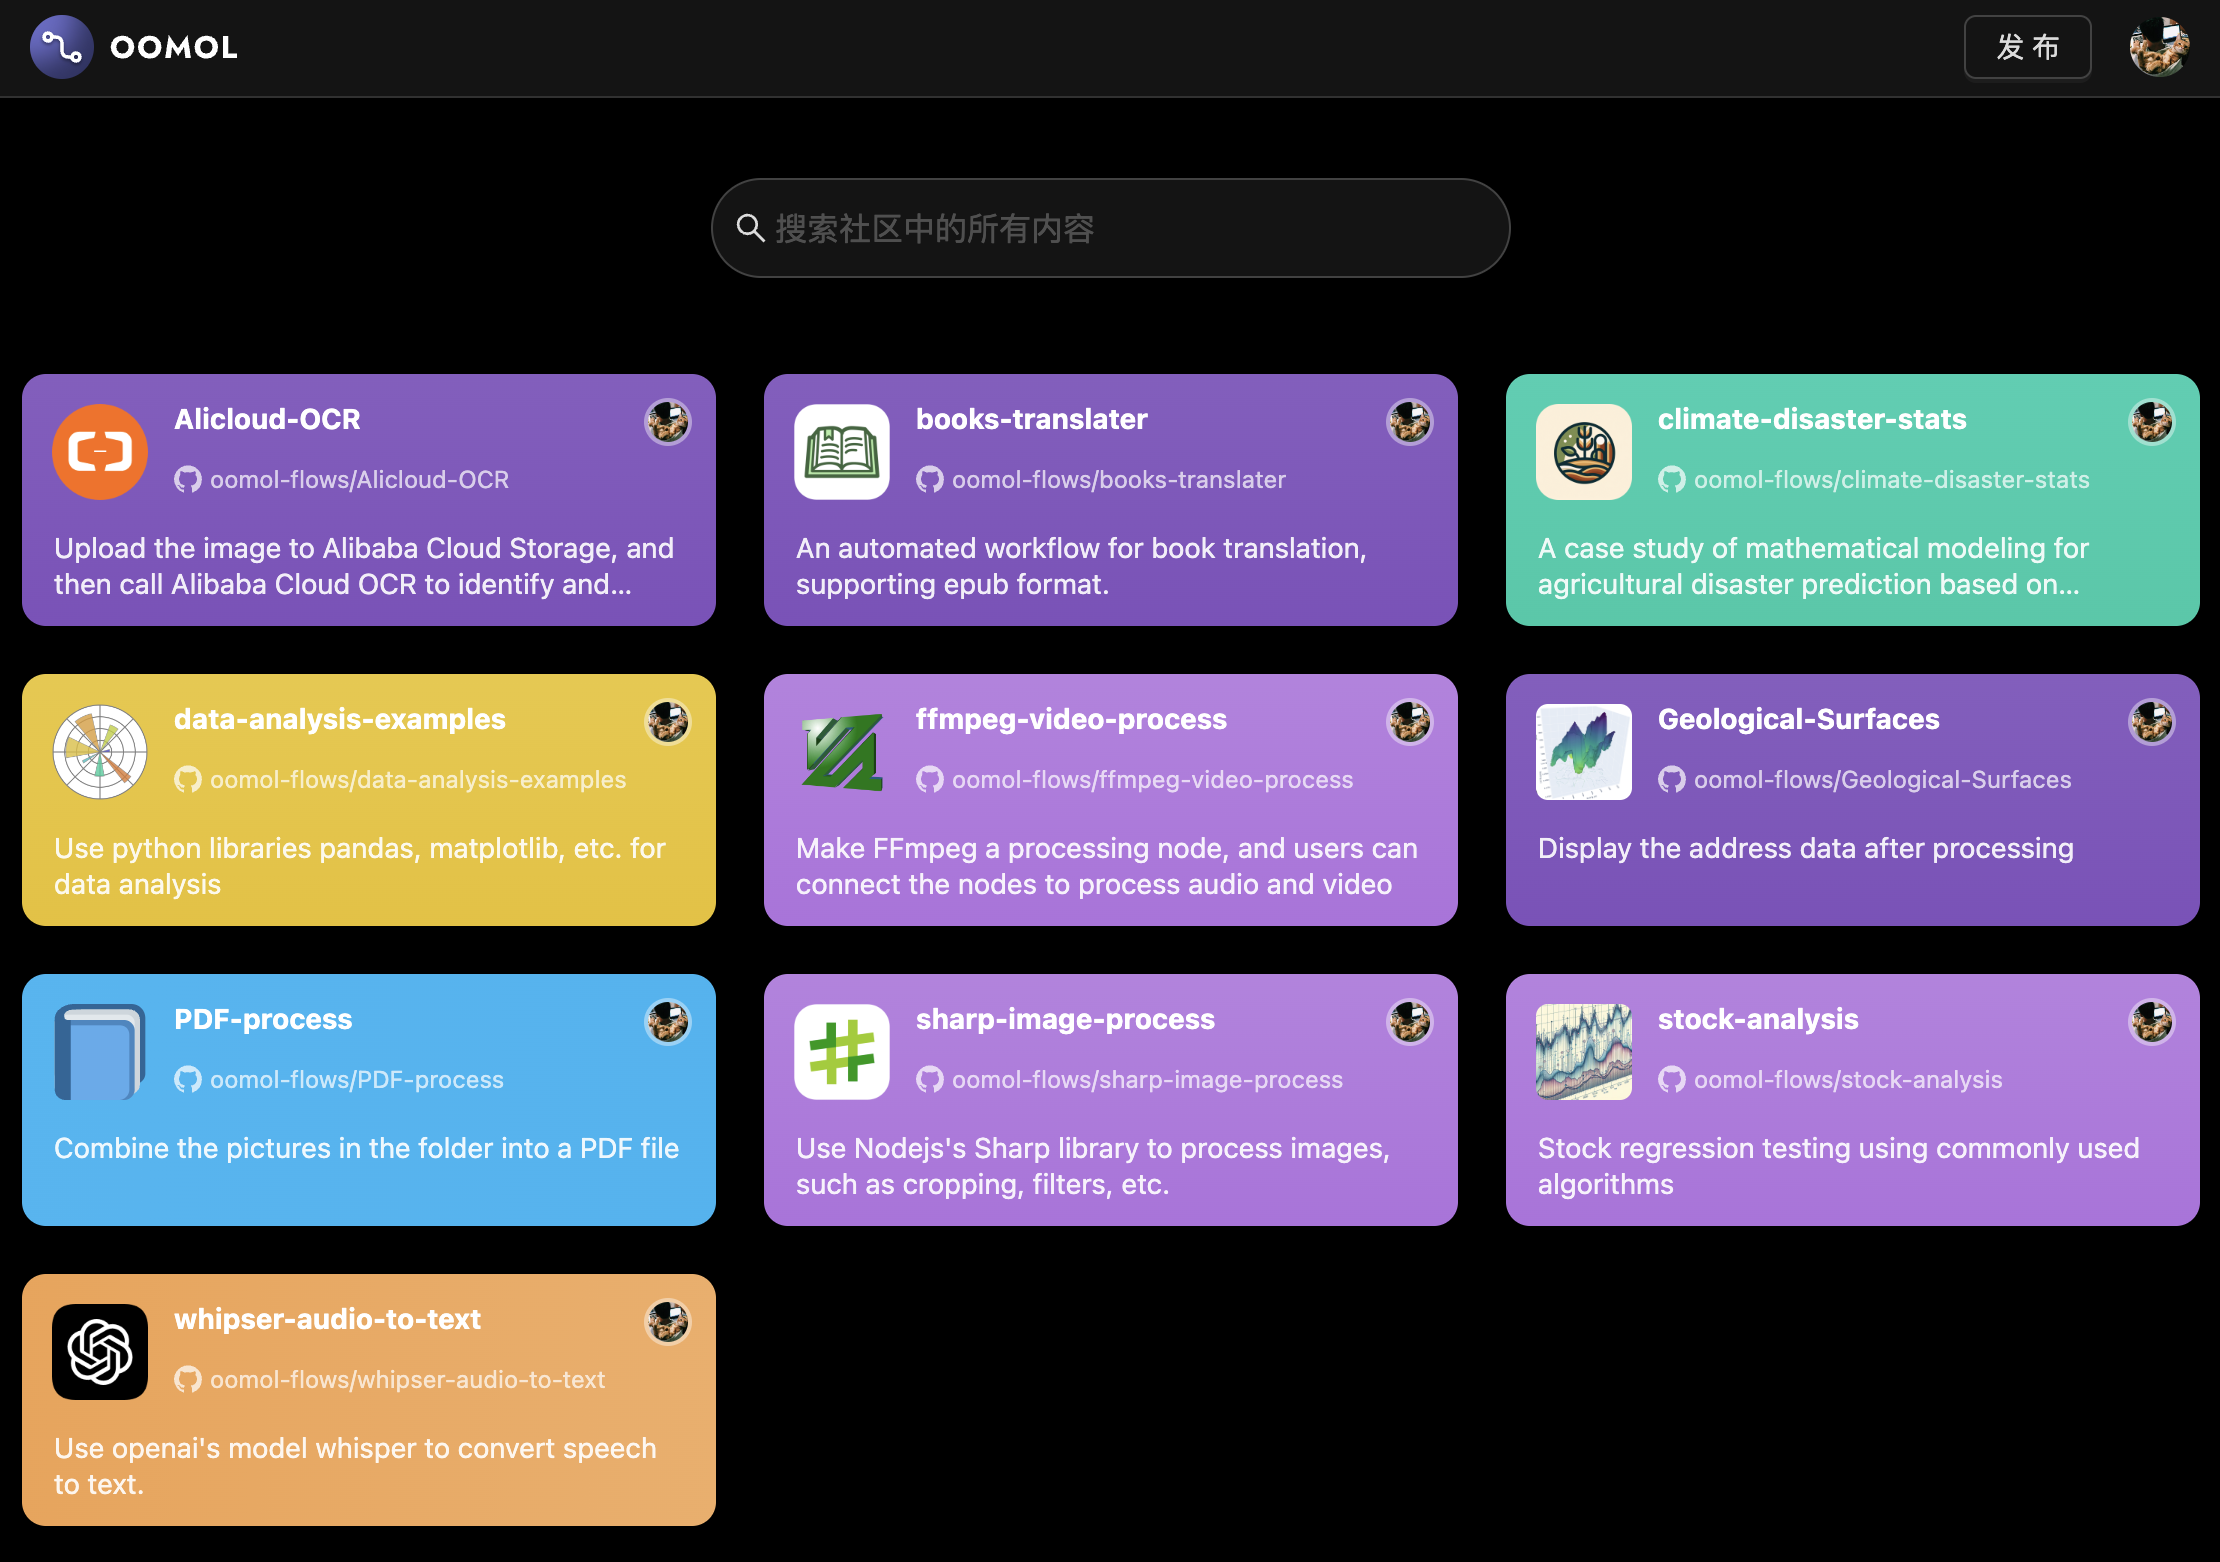 OOMOL
发布
搜索社区中的所有内容
Alicloud-OCR
oomol-flows/Alicloud-OCR
Upload the image to Alibaba Cloud Storage, and
then call Alibaba Cloud OCR to identify and...
books-translater
oomol-flows/books-translater
An automated workflow for book translation,
supporting epub format.
climate-disaster-stats
oomol-flows/climate-disaster-stats
A case study of mathematical modeling for
agricultural disaster prediction based on...
data-analysis-examples
oomol-flows/data-analysis-examples
Use python libraries pandas, matplotlib, etc. for
data analysis
ffmpeg-video-process
oomol-flows/ffmpeg-video-process
Make FFmpeg a processing node, and users can
connect the nodes to process audio and video
Geological-Surfaces
oomol-flows/Geological-Surfaces
Display the address data after processing
PDF-process
oomol-flows/PDF-process
Combine the pictures in the folder into a PDF file
sharp-image-process
oomol-flows/sharp-image-process
Use Nodejs's Sharp library to process images,
such as cropping, filters, etc.
stock-analysis
oomol-flows/stock-analysis
Stock regression testing using commonly used
algorithms
whipser-audio-to-text
oomol-flows/whipser-audio-to-text
Use openai's model whisper to convert speech
to text.